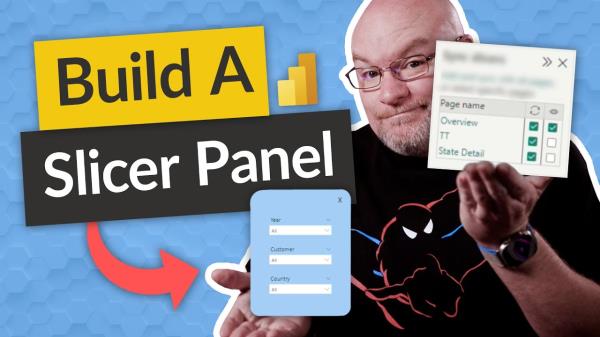 Build A
Slicer Panel
Page name
Overview
TT
State Detail
X
Year
All
Customer
All
Country
All